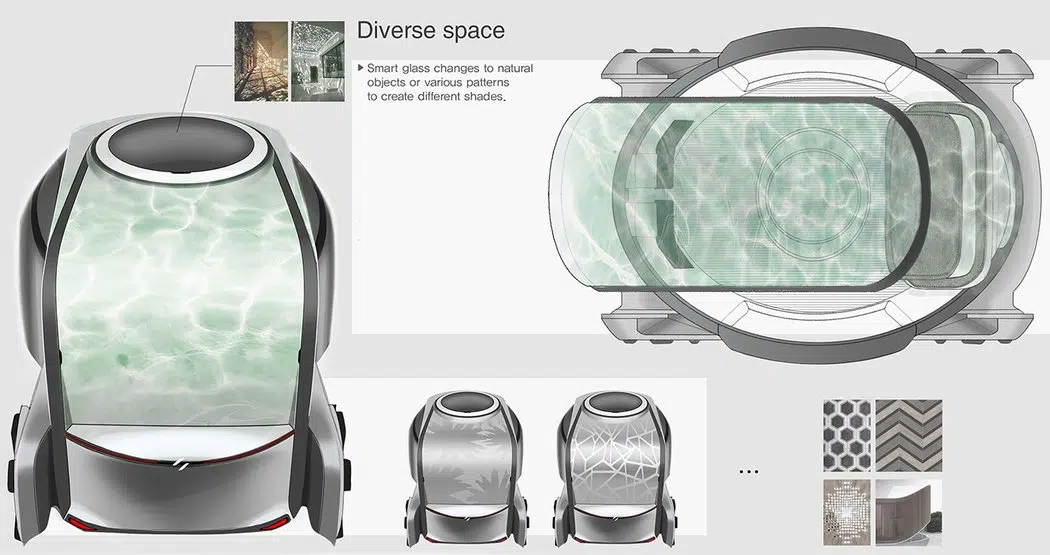 Diverse space
Smart glass changes to natural
objects or various patterns
to create different shades.
...